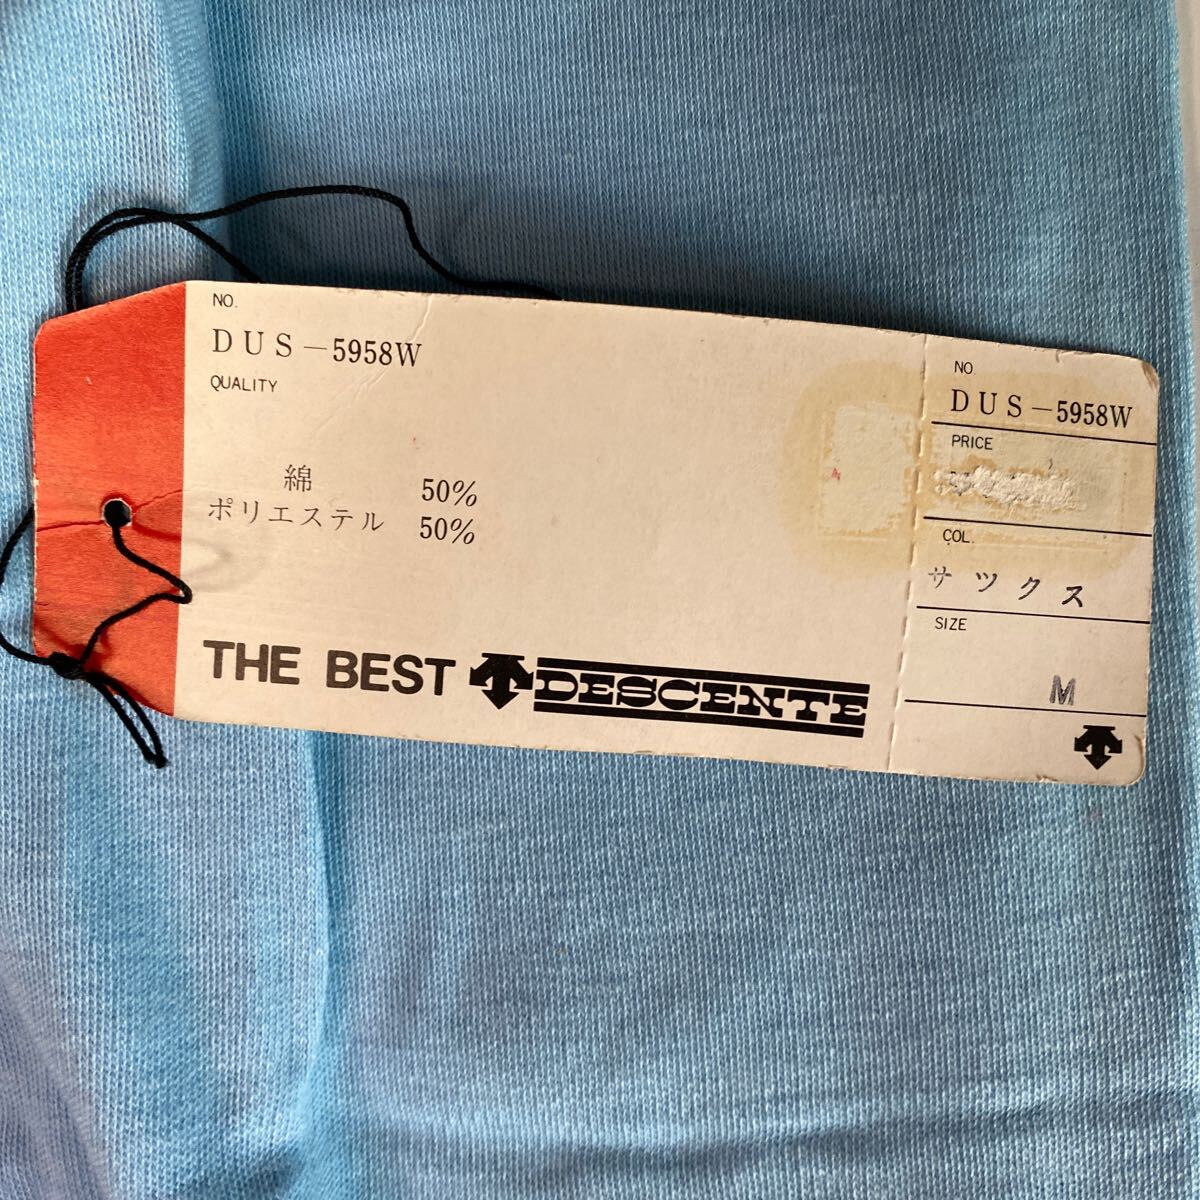 NO.
DUS-5958W
QUALITY
綿 50%
ポリエステル 50%
THE BEST DESCENTE
NO.
DUS-5958W
PRICE
COL.
サックス
SIZE
M